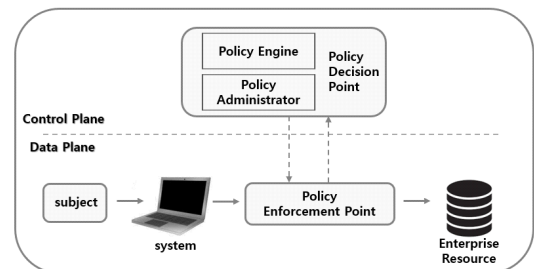 Policy Engine
Policy
Administrator
Policy
Decision
Point
Control Plane
Data Plane
subject
system
Policy
Enforcement Point
Enterprise
Resource